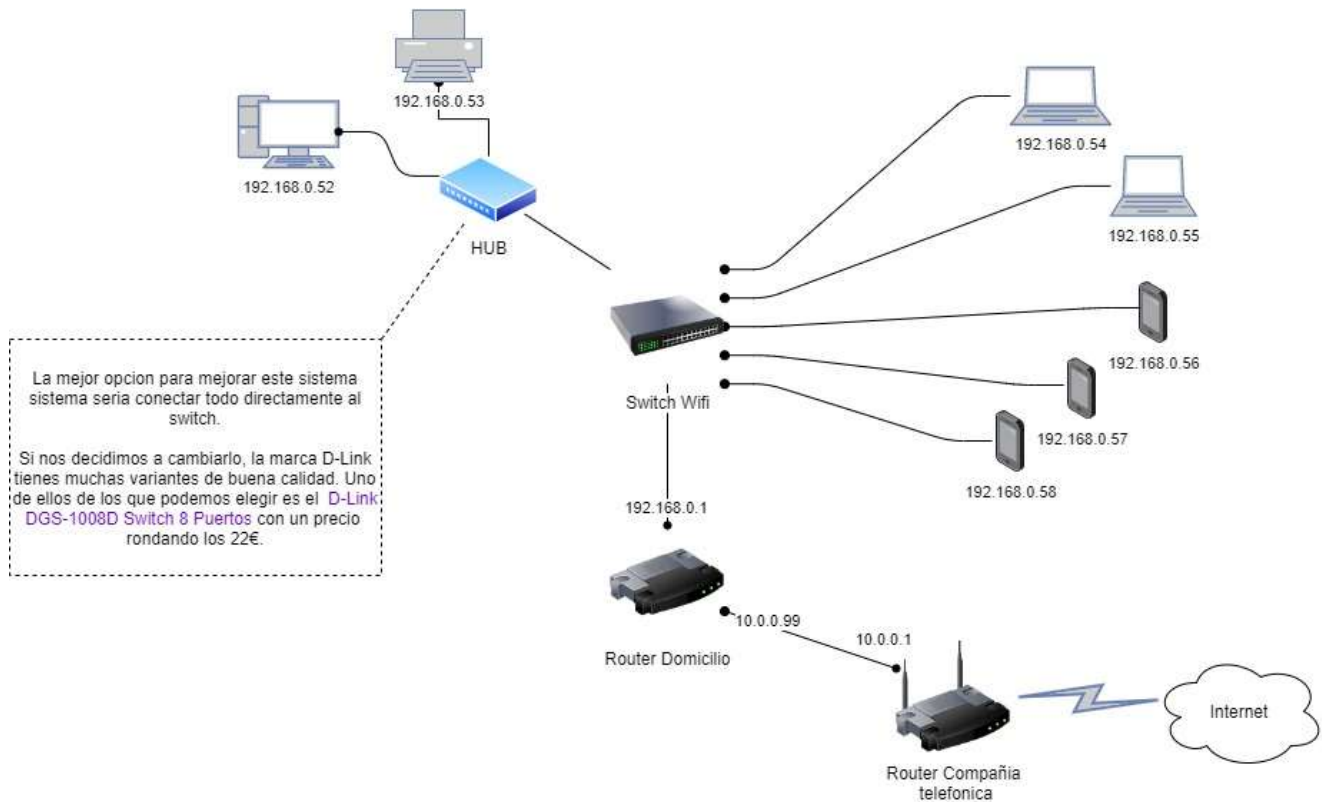 192.168.0.53
192.168.0.52
HUB
192.168.0.54
192.168.0.55
192.168.0.56
192.168.0.57
192.168.0.58
Switch Wifi
La mejor opcion para mejorar este sistema
sistema seria conectar todo directamente al
switch.
Si nos decidimos a cambiarlo, la marca D-Link
tienes muchas variantes de buena calidad. Uno
de ellos de los que podemos elegir es el D-Link
DGS-1008D Switch 8 Puertos con un precio
rondando los 22€.
192.168.0.1
Router Domicilio
10.0.0.99
10.0.0.1
Router Compañia
telefonica
Internet